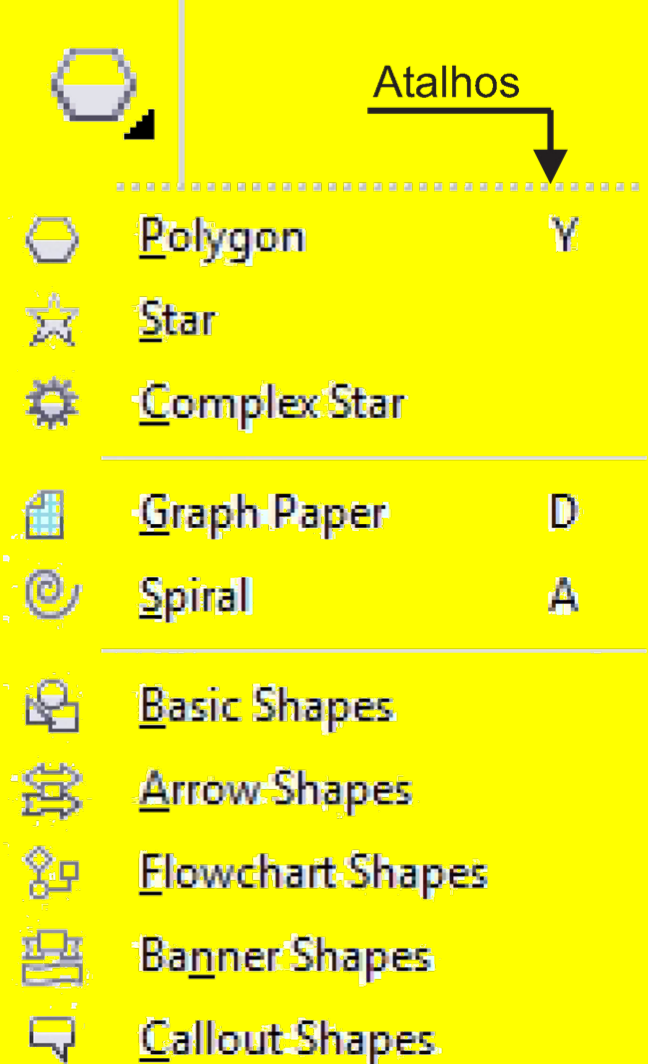 Atalhos
Polygon Y
Star
Complex Star
Graph Paper D
Spiral A
Basic Shapes
Arrow Shapes
Flowchart Shapes
Banner Shapes
Callout Shapes